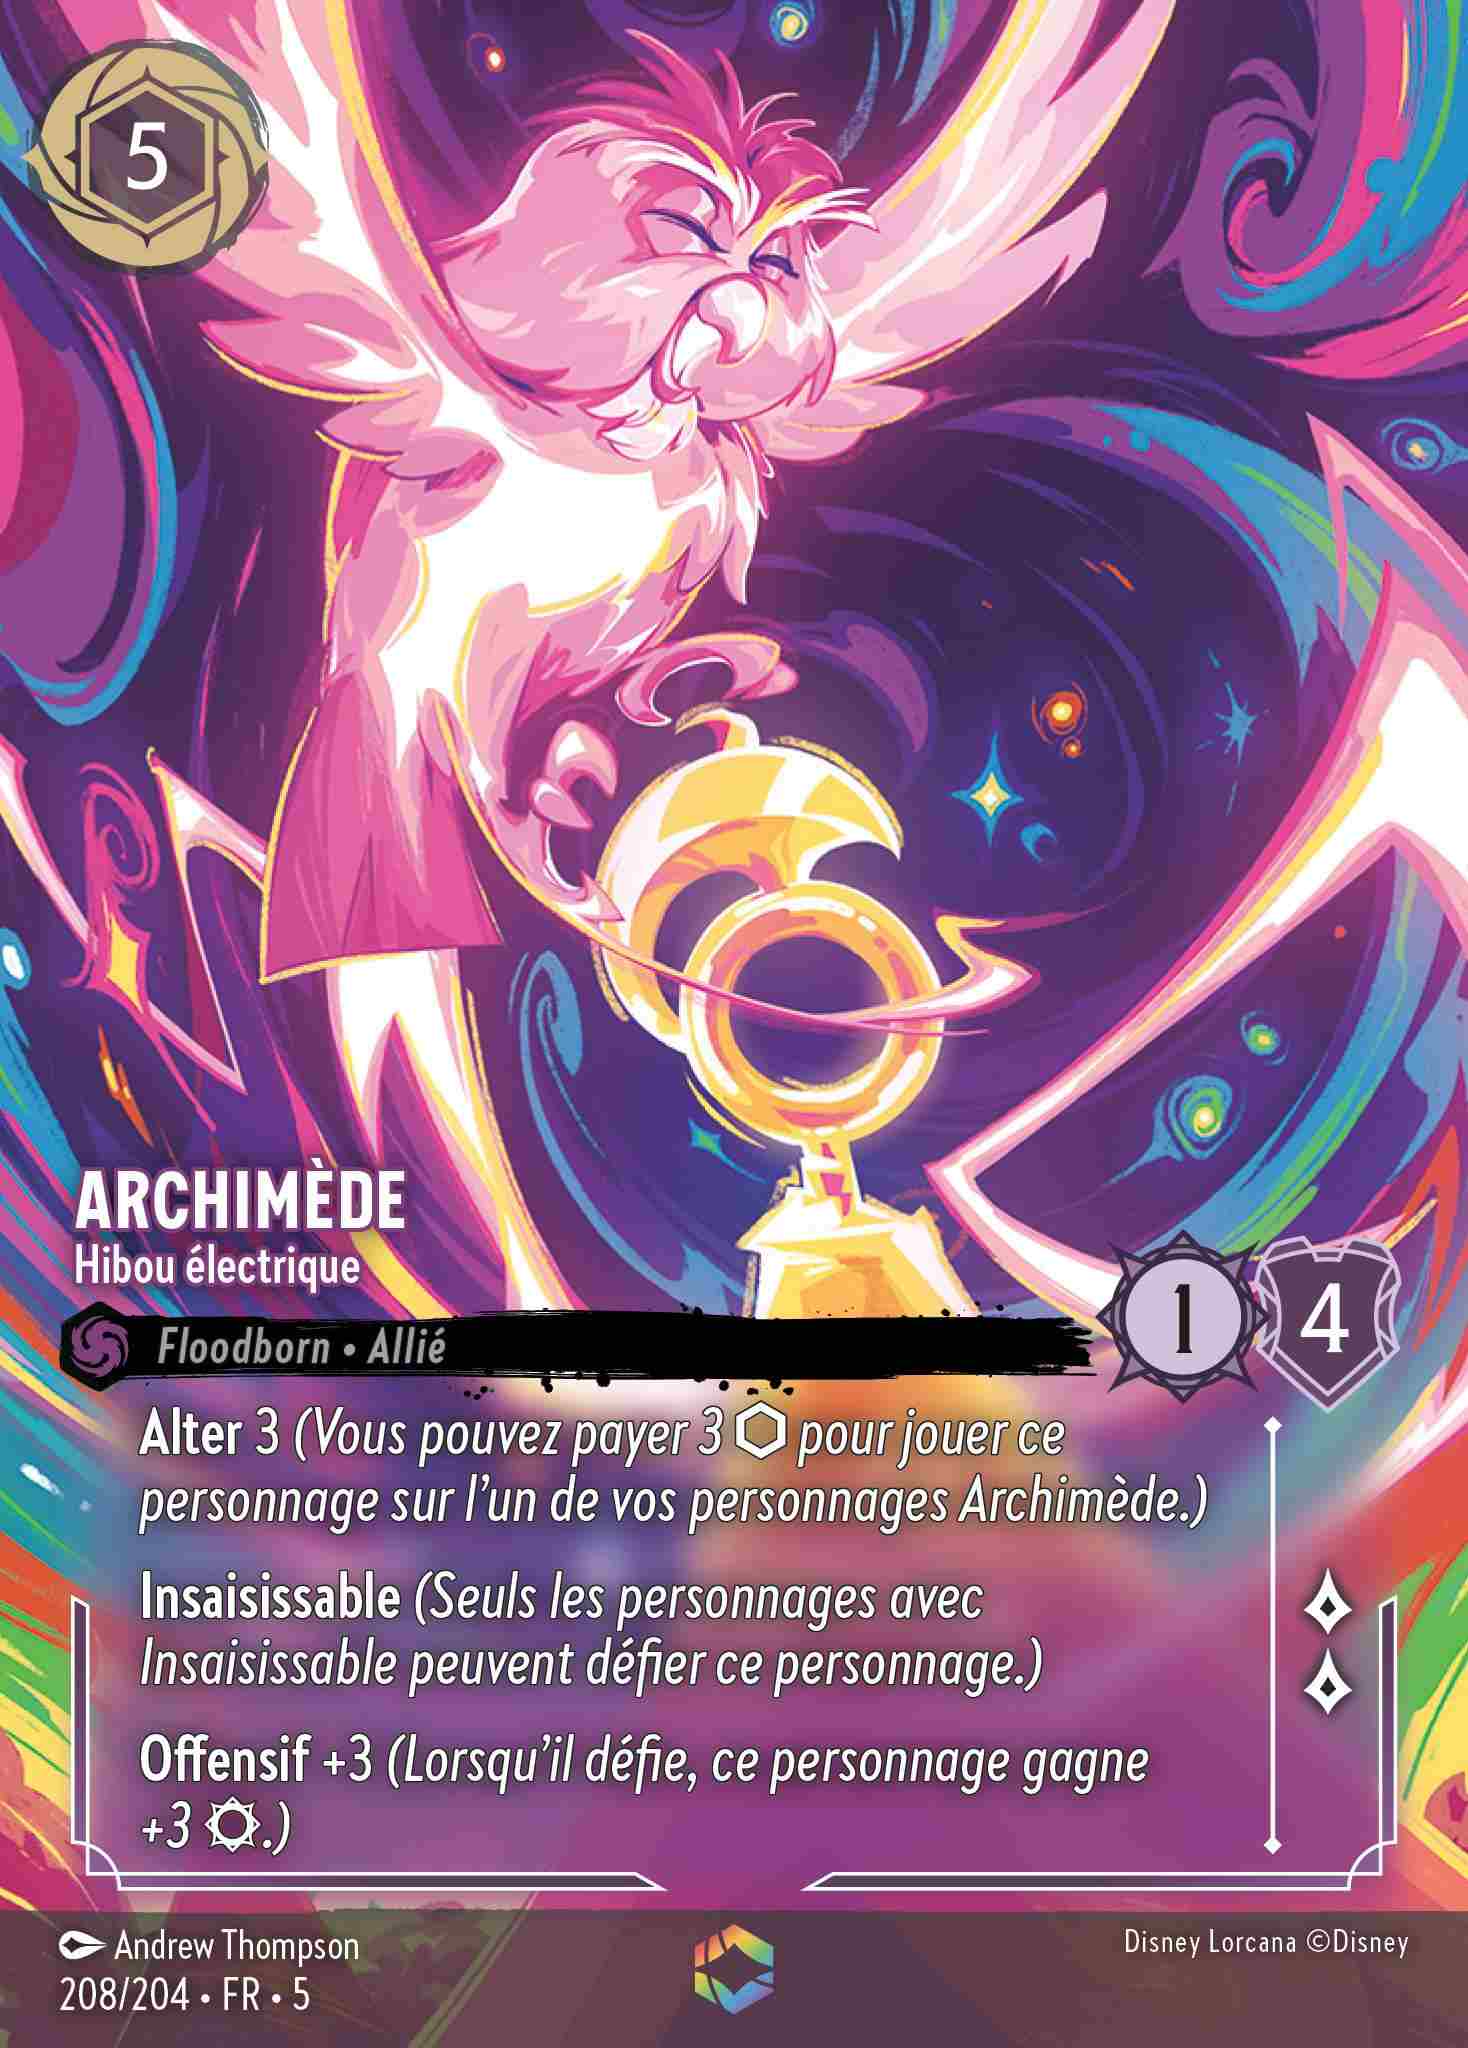 5
ARCHIMÈDE
Hibou électrique
Floodborn • Allié
1
4
Alter 3 (Vous pouvez payer 3 ⬡ pour jouer ce
personnage sur l’un de vos personnages Archimède.)
Insaisissable (Seuls les personnages avec
Insaisissable peuvent défier ce personnage.)
Offensif +3 (Lorsqu’il défie, ce personnage gagne
+3 ☼.)
Andrew Thompson
Disney Lorcana ©Disney
208/204 • FR • 5